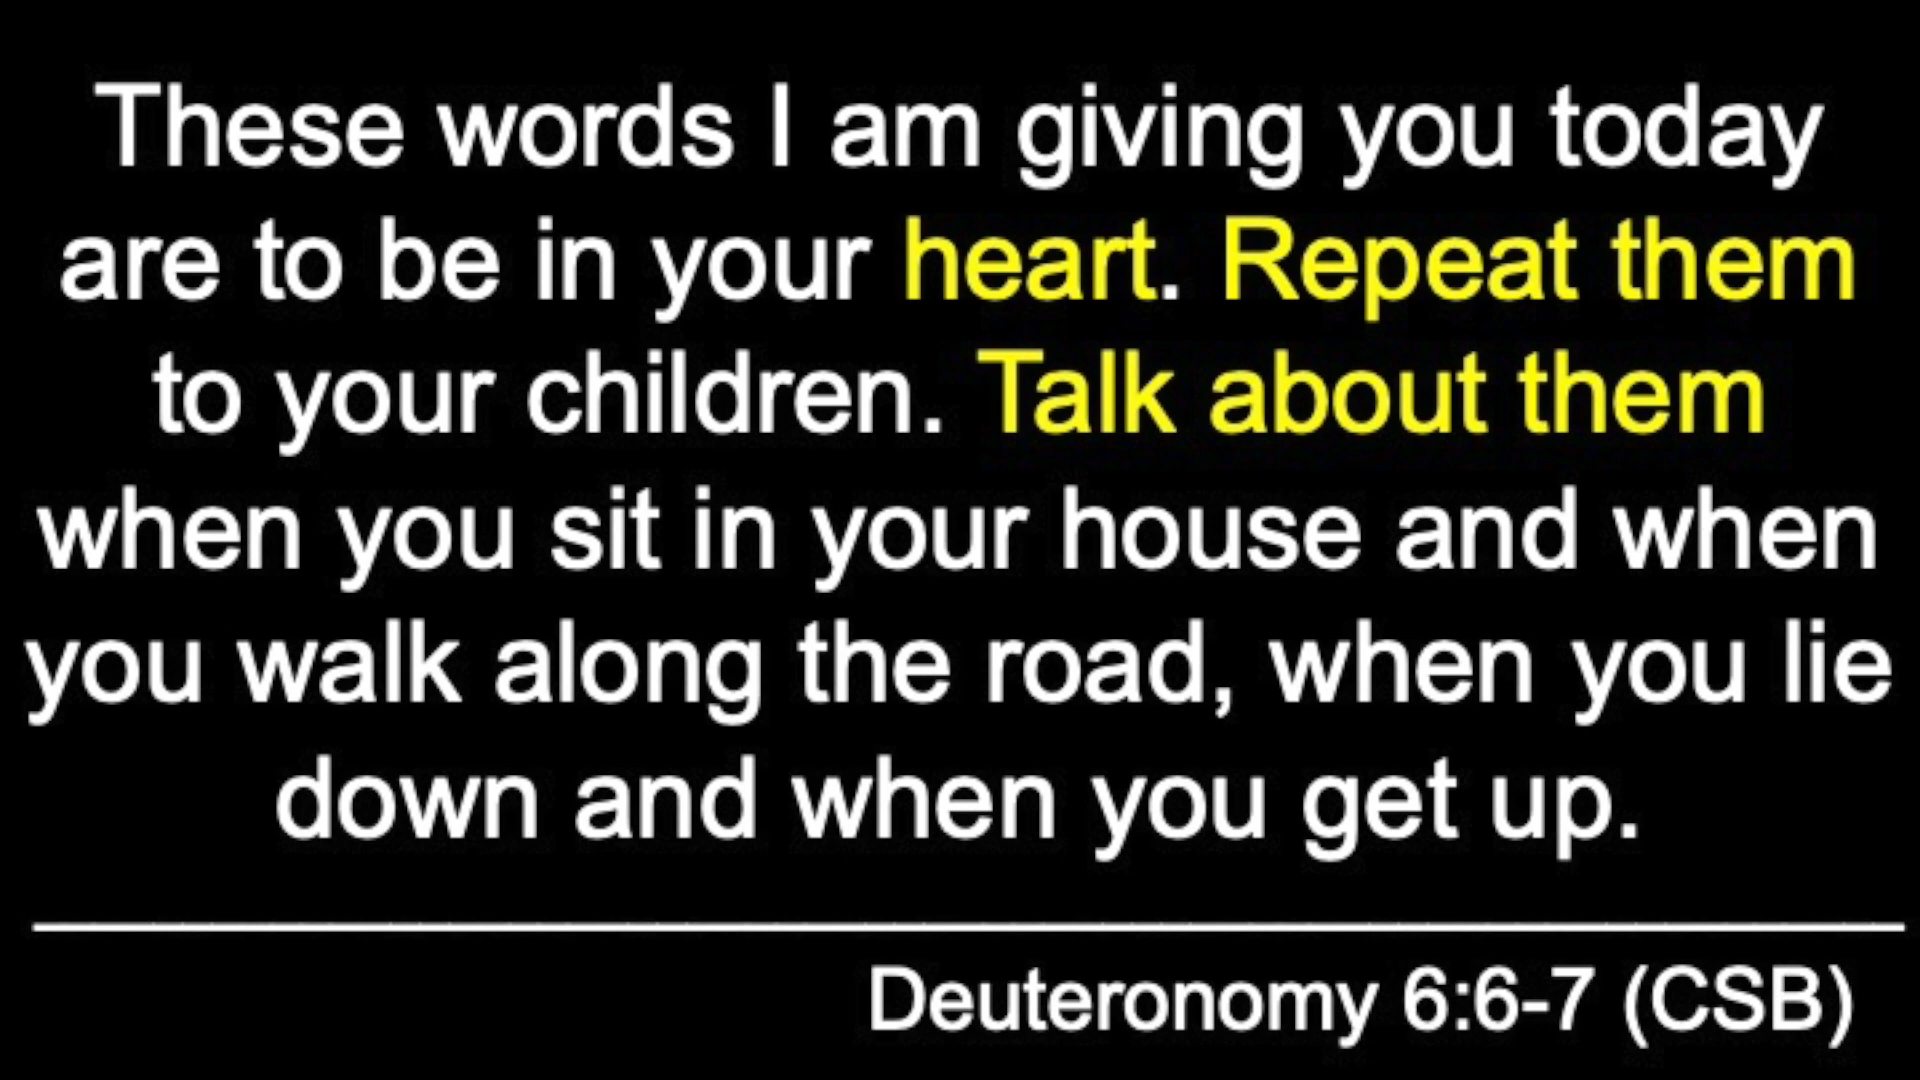 These words I am giving you today
are to be in your heart. Repeat them
to your children. Talk about them
when you sit in your house and when
you walk along the road, when you lie
down and when you get up.
Deuteronomy 6:6-7 (CSB)